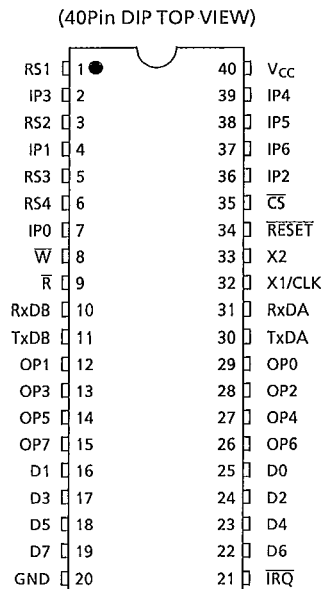 (40Pin DIP TOP VIEW)
RS1 1 40 VCC
IP3 2 39 IP4
RS2 3 38 IP5
IP1 4 37 IP6
RS3 5 36 IP2
RS4 6 35 C̅S̅
IP0 7 34 R̅E̅S̅E̅T̅
W̅ 8 33 X2
R̅ 9 32 X1/CLK
RxDB 10 31 RxDA
TxDB 11 30 TxDA
OP1 12 29 OP0
OP3 13 28 OP2
OP5 14 27 OP4
OP7 15 26 OP6
D1 16 25 D0
D3 17 24 D2
D5 18 23 D4
D7 19 22 D6
GND 20 21 I̅R̅Q̅